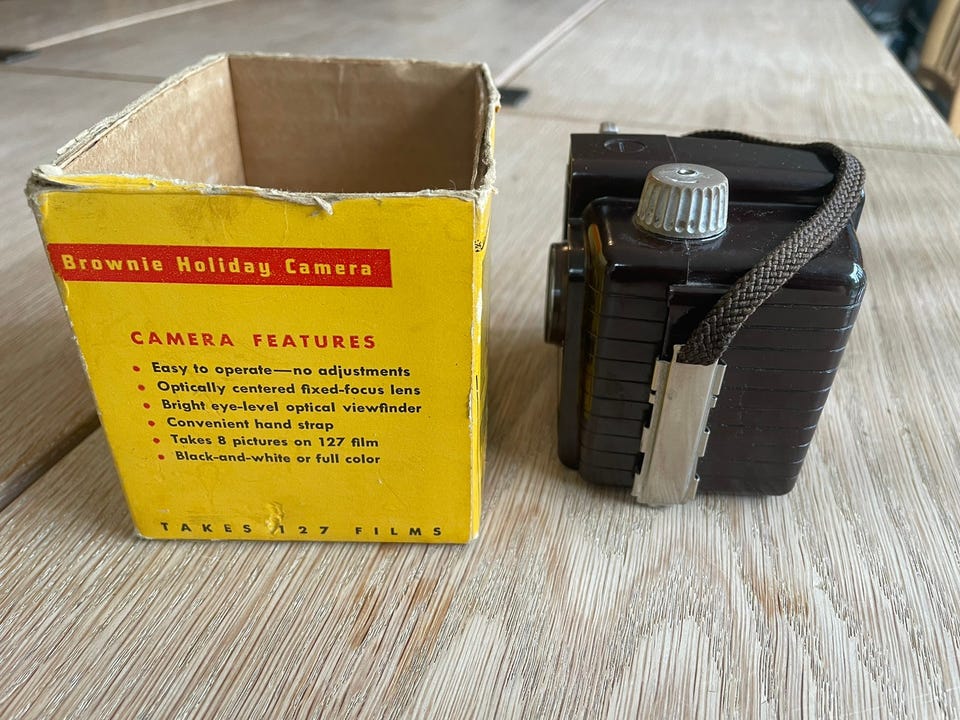 Brownie Holiday Camera
CAMERA FEATURES
• Easy to operate—no adjustments
• Optically centered fixed-focus lens
• Bright eye-level optical viewfinder
• Convenient hand strap
• Takes 8 pictures on 127 film
• Black-and-white or full color
TAKES 127 FILMS